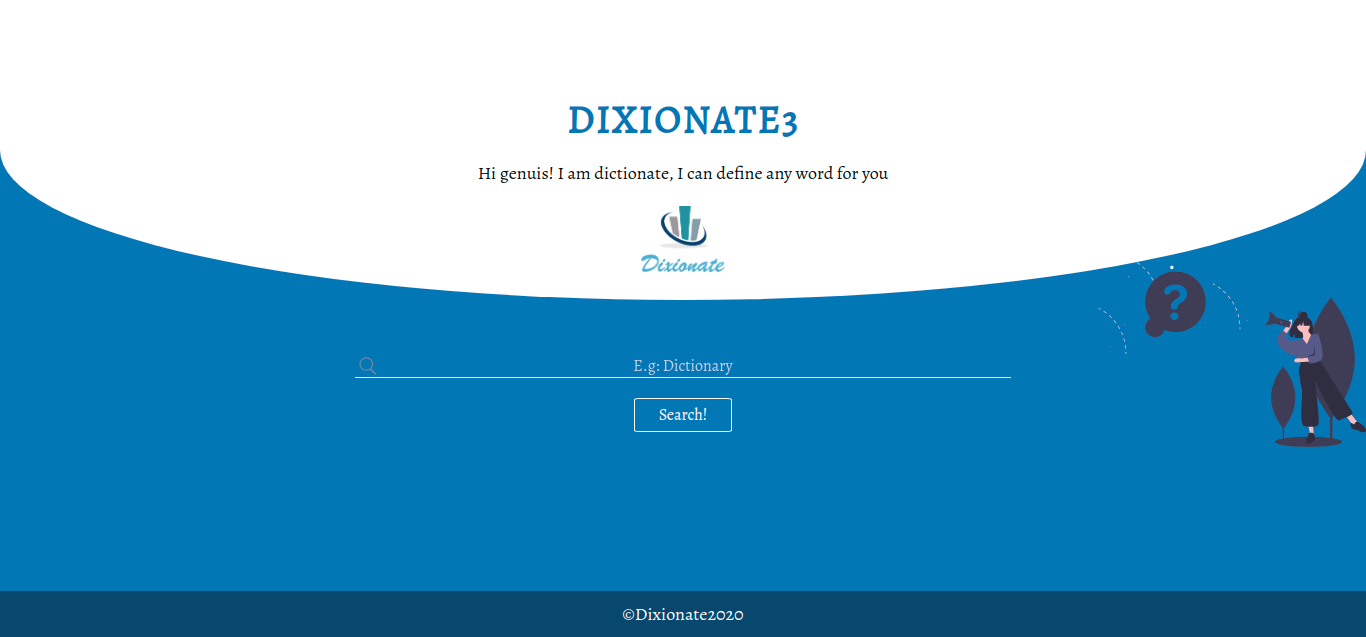 DIXIONATE3
Hi genuis! I am dictionate, I can define any word for you
Dixionate
?
E.g: Dictionary
Search!
©Dixionate2020